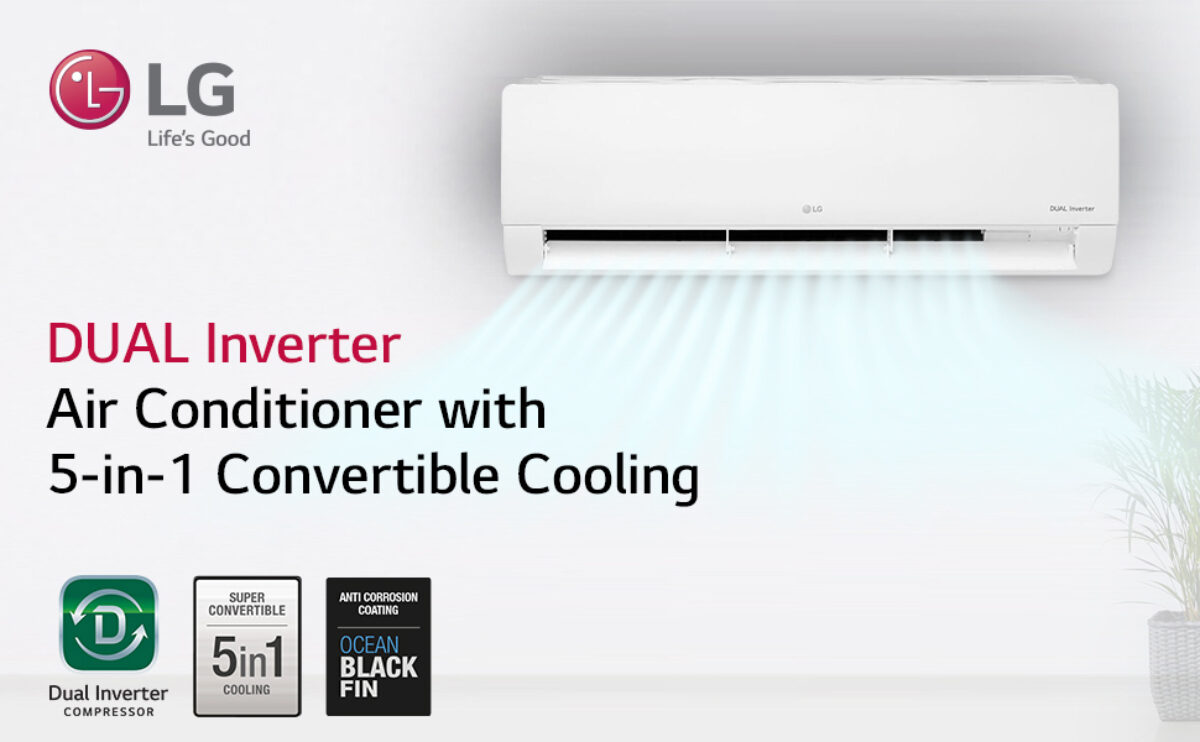 LG
Life's Good
LG
DUAL Inverter
DUAL Inverter
Air Conditioner with
5-in-1 Convertible Cooling
D
Dual Inverter
COMPRESSOR
SUPER
CONVERTIBLE
5in1
COOLING
ANTI CORROSION
COATING
OCEAN
BLACK
FIN